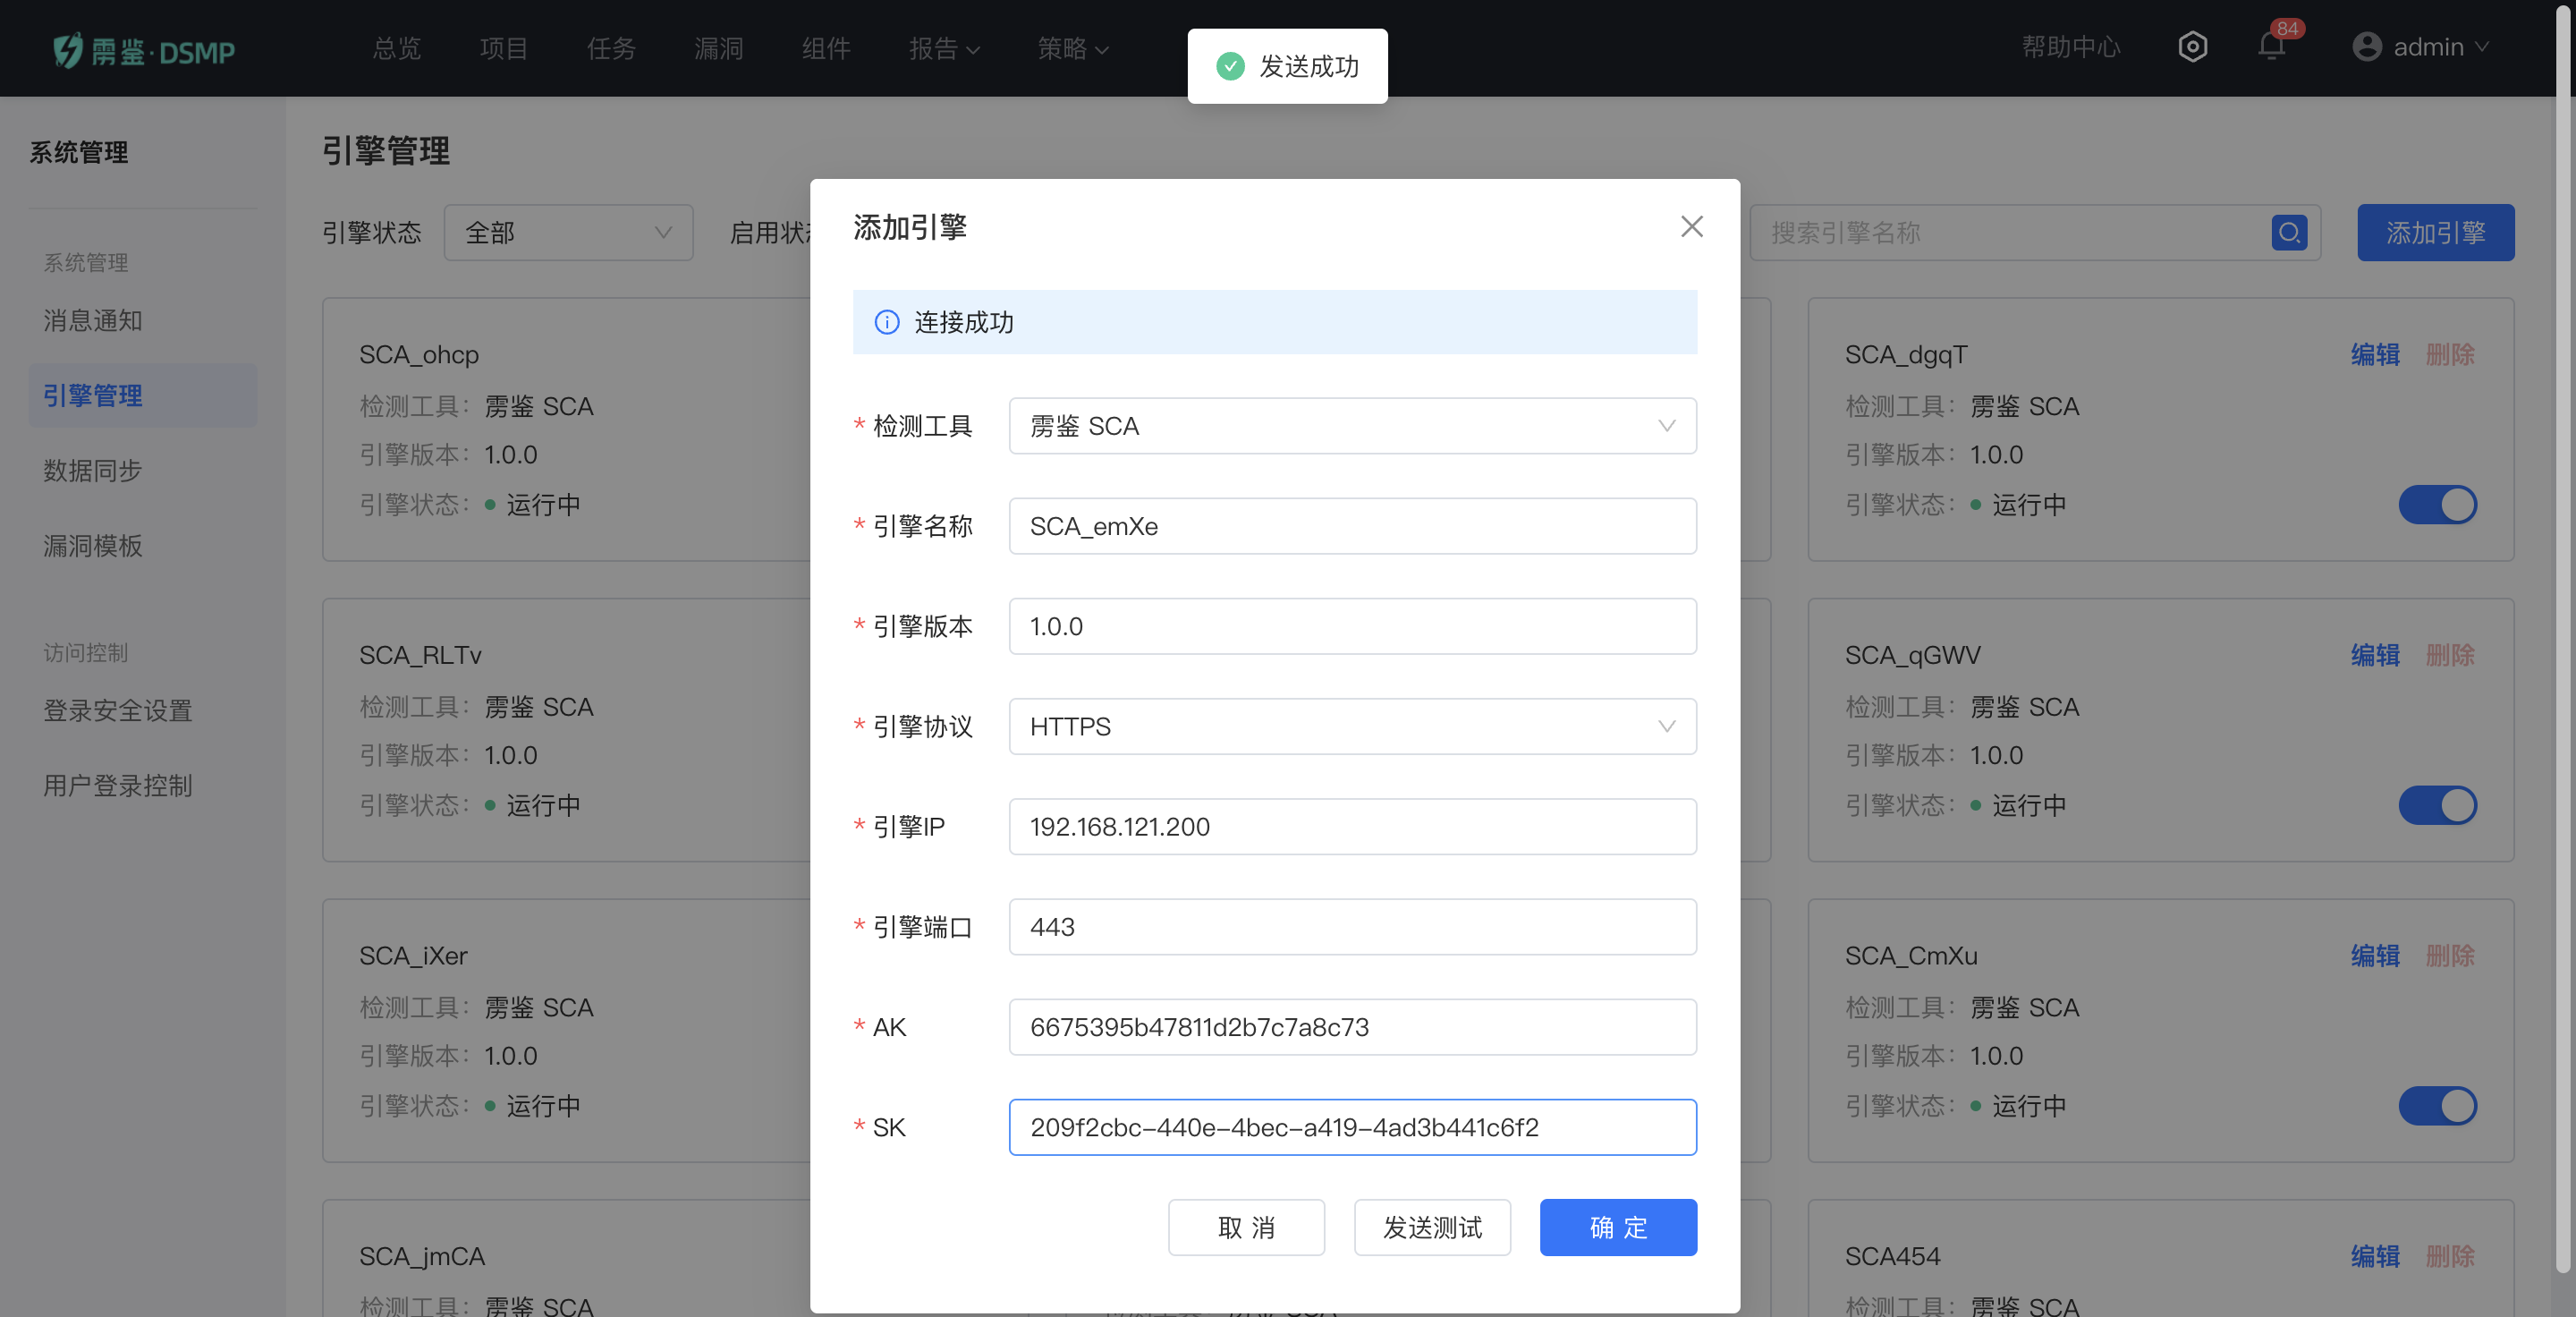 雳鉴·DSMP
总览
项目
任务
漏洞
组件
报告
策略
发送成功
帮助中心
84
admin
系统管理
系统管理
消息通知
引擎管理
数据同步
漏洞模板
访问控制
登录安全设置
用户登录控制
引擎管理
引擎状态
全部
启用状
搜索引擎名称
添加引擎
SCA_ohcp
检测工具： 雳鉴 SCA
引擎版本： 1.0.0
引擎状态： 运行中
SCA_dgqT
编辑 删除
检测工具： 雳鉴 SCA
引擎版本： 1.0.0
引擎状态： 运行中
SCA_RLTv
检测工具： 雳鉴 SCA
引擎版本： 1.0.0
引擎状态： 运行中
SCA_qGWV
编辑 删除
检测工具： 雳鉴 SCA
引擎版本： 1.0.0
引擎状态： 运行中
SCA_iXer
检测工具： 雳鉴 SCA
引擎版本： 1.0.0
引擎状态： 运行中
SCA_CmXu
编辑 删除
检测工具： 雳鉴 SCA
引擎版本： 1.0.0
引擎状态： 运行中
SCA_jmCA
检测工具： 雳鉴 SCA
SCA454
编辑 删除
检测工具： 雳鉴 SCA
添加引擎
连接成功
* 检测工具 雳鉴 SCA
* 引擎名称 SCA_emXe
* 引擎版本 1.0.0
* 引擎协议 HTTPS
* 引擎IP 192.168.121.200
* 引擎端口 443
* AK 6675395b47811d2b7c7a8c73
* SK 209f2cbc-440e-4bec-a419-4ad3b441c6f2
取 消
发送测试
确 定